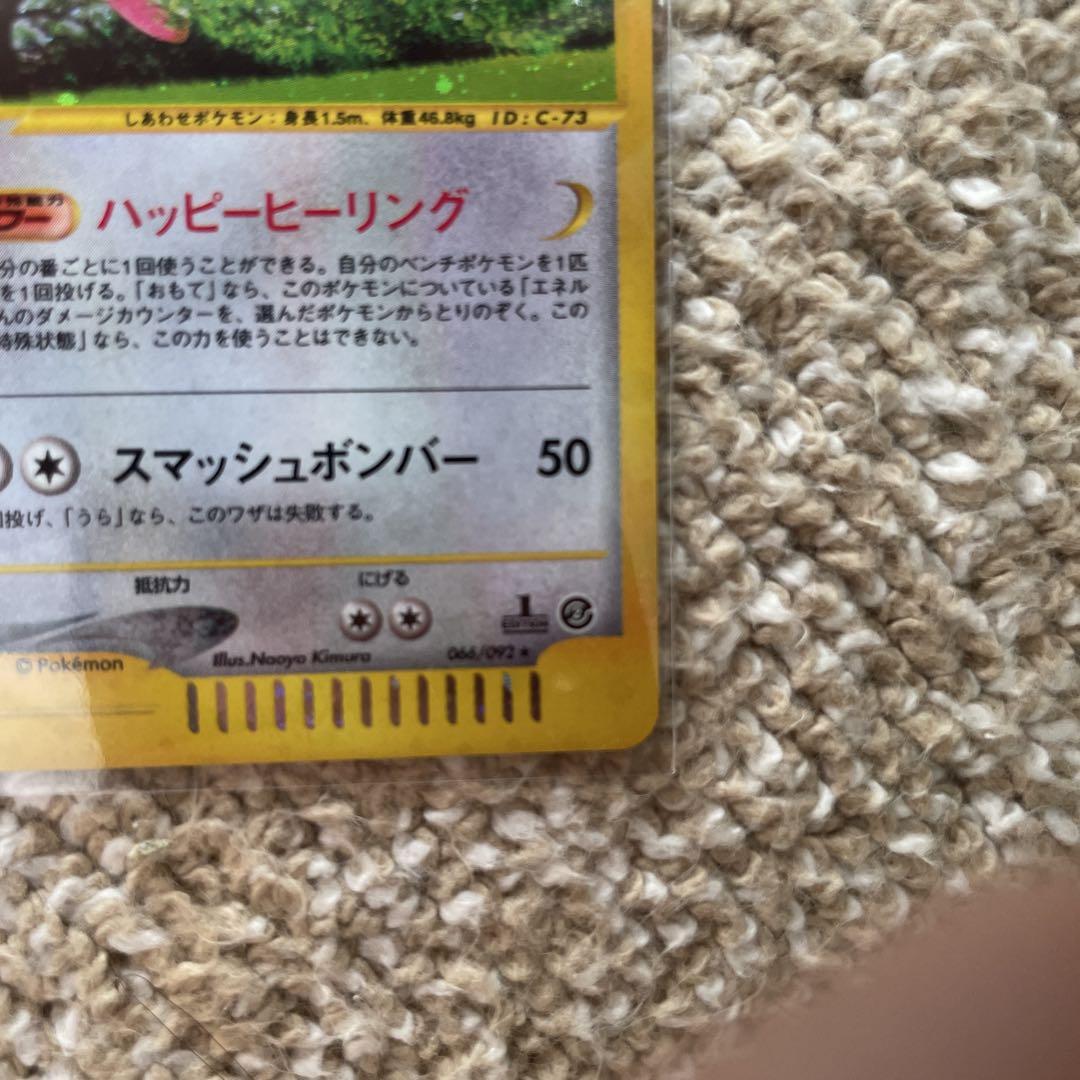 しあわせポケモン：身長1.5m、体重46.8kg ID：C-73
ワー ハッピーヒーリング
分の番ごとに1回使うことができる。自分のベンチポケモンを1匹
を1回投げる。「おもて」なら、このポケモンについている「エネル
んのダメージカウンターを、選んだポケモンからとりのぞく。この
特殊状態」なら、この力を使うことはできない。
スマッシュボンバー 50
回投げ、「うら」なら、このワザは失敗する。
抵抗力 にげる
1
EDITION
© Pokémon Illus.Naoyo Kimura 066/092 ★